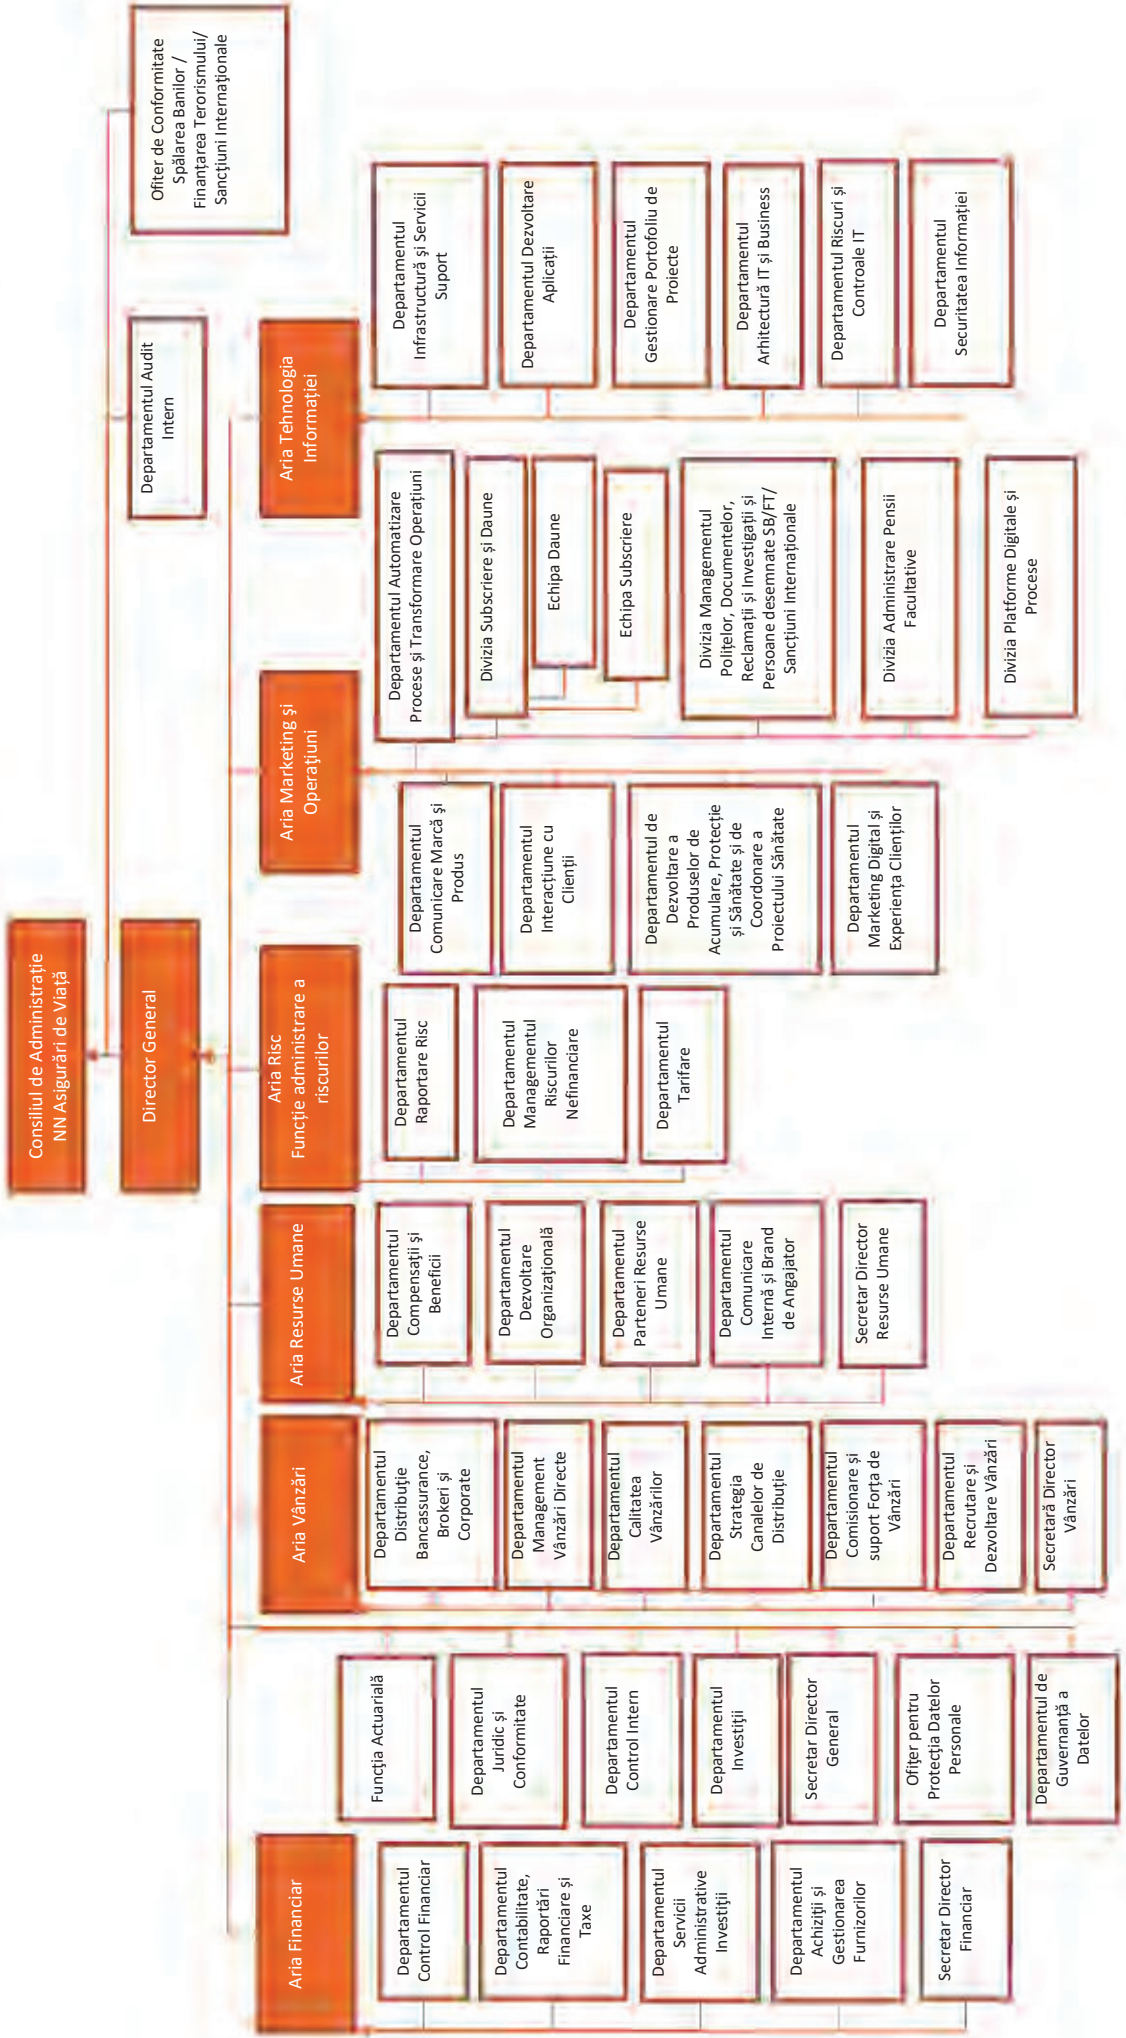 Consiliul de Administrație
NN Asigurări de Viață
Director General
Departamentul Audit
Intern
Ofiter de Conformitate
Spălarea Banilor /
Finanțarea Terorismului/
Sancțiuni Internaționale
Aria Financiar
Departamentul
Control Financiar
Departamentul
Contabilitate,
Raportări
Financiare și
Taxe
Departamentul
Servicii
Administrative
Investiții
Departamentul
Achiziții și
Gestionarea
Furnizorilor
Secretar Director
Financiar
Funcția Actuarială
Departamentul
Juridic și
Conformitate
Departamentul
Control Intern
Departamentul
Investiții
Secretar Director
General
Ofițer pentru
Protecția Datelor
Personale
Departamentul de
Guvernanță a
Datelor
Aria Vânzări
Departamentul
Distribuție
Bancassurance,
Brokeri și
Corporate
Departamentul
Management
Vânzări Directe
Departamentul
Calitatea
Vânzărilor
Departamentul
Strategia
Canalelor de
Distribuție
Departamentul
Comisionare și
suport Forța de
Vânzări
Departamentul
Recrutare și
Dezvoltare Vânzări
Secretară Director
Vânzări
Aria Resurse Umane
Departamentul
Compensații și
Beneficii
Departamentul
Dezvoltare
Organizațională
Departamentul
Parteneri Resurse
Umane
Departamentul
Comunicare
Internă și Brand
de Angajator
Secretar Director
Resurse Umane
Aria Risc
Funcție administrare a
riscurilor
Departamentul
Raportare Risc
Departamentul
Managementul
Riscurilor
Nefinanciare
Departamentul
Tarifare
Aria Marketing și
Operațiuni
Departamentul
Comunicare Marcă și
Produs
Departamentul
Interacțiune cu
Clienții
Departamentul de
Dezvoltare a
Produselor de
Acumulare, Protecție
și Sănătate și de
Coordonare a
Proiectului Sănătate
Departamentul
Marketing Digital și
Experiența Clienților
Departamentul Automatizare
Procese și Transformare Operațiuni
Divizia Subscriere și Daune
Echipa Daune
Echipa Subscriere
Divizia Managementul
Polițelor, Documentelor,
Reclamații și Investigații și
Persoane desemnate SB/FT/
Sancțiuni Internaționale
Divizia Administrare Pensii
Facultative
Divizia Platforme Digitale și
Procese
Aria Tehnologia
Informației
Departamentul
Infrastructură și Servicii
Suport
Departamentul Dezvoltare
Aplicații
Departamentul
Gestionare Portofoliu de
Proiecte
Departamentul
Arhitectură IT și Business
Departamentul Riscuri și
Controale IT
Departamentul
Securitatea Informației